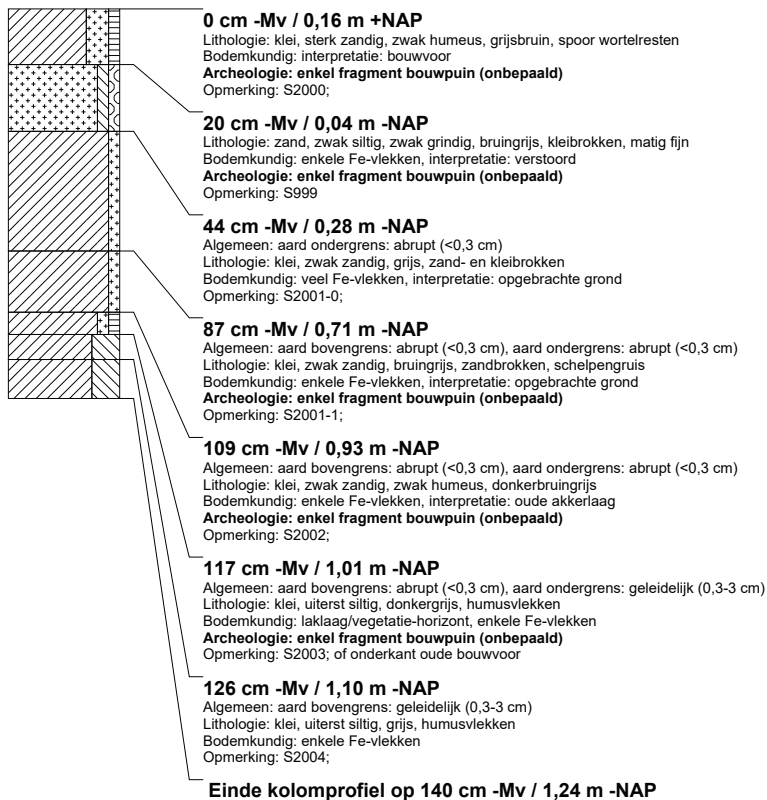 0 cm -Mv / 0,16 m +NAP
Lithologie: klei, sterk zandig, zwak humeus, grijsbruin, spoor wortelresten
Bodemkundig: interpretatie: bouwvoor
Archeologie: enkel fragment bouwpuin (onbepaald)
Opmerking: S2000;
20 cm -Mv / 0,04 m -NAP
Lithologie: zand, zwak siltig, zwak grindig, bruingrijs, kleibrokken, matig fijn
Bodemkundig: enkele Fe-vlekken, interpretatie: verstoord
Archeologie: enkel fragment bouwpuin (onbepaald)
Opmerking: S999
44 cm -Mv / 0,28 m -NAP
Algemeen: aard ondergrens: abrupt (<0,3 cm)
Lithologie: klei, zwak zandig, grijs, zand- en kleibrokken
Bodemkundig: veel Fe-vlekken, interpretatie: opgebrachte grond
Opmerking: S2001-0;
87 cm -Mv / 0,71 m -NAP
Algemeen: aard bovengrens: abrupt (<0,3 cm), aard ondergrens: abrupt (<0,3 cm)
Lithologie: klei, zwak zandig, bruingrijs, zandbrokken, schelpengruis
Bodemkundig: enkele Fe-vlekken, interpretatie: opgebrachte grond
Archeologie: enkel fragment bouwpuin (onbepaald)
Opmerking: S2001-1;
109 cm -Mv / 0,93 m -NAP
Algemeen: aard bovengrens: abrupt (<0,3 cm), aard ondergrens: abrupt (<0,3 cm)
Lithologie: klei, zwak zandig, zwak humeus, donkerbruingrijs
Bodemkundig: enkele Fe-vlekken, interpretatie: oude akkerlaag
Archeologie: enkel fragment bouwpuin (onbepaald)
Opmerking: S2002;
117 cm -Mv / 1,01 m -NAP
Algemeen: aard bovengrens: abrupt (<0,3 cm), aard ondergrens: geleidelijk (0,3-3 cm)
Lithologie: klei, uiterst siltig, donkergrijs, humusvlekken
Bodemkundig: laklaag/vegetatie-horizont, enkele Fe-vlekken
Archeologie: enkel fragment bouwpuin (onbepaald)
Opmerking: S2003; of onderkant oude bouwvoor
126 cm -Mv / 1,10 m -NAP
Algemeen: aard bovengrens: geleidelijk (0,3-3 cm)
Lithologie: klei, uiterst siltig, grijs, humusvlekken
Bodemkundig: enkele Fe-vlekken
Opmerking: S2004;
Einde kolomprofiel op 140 cm -Mv / 1,24 m -NAP